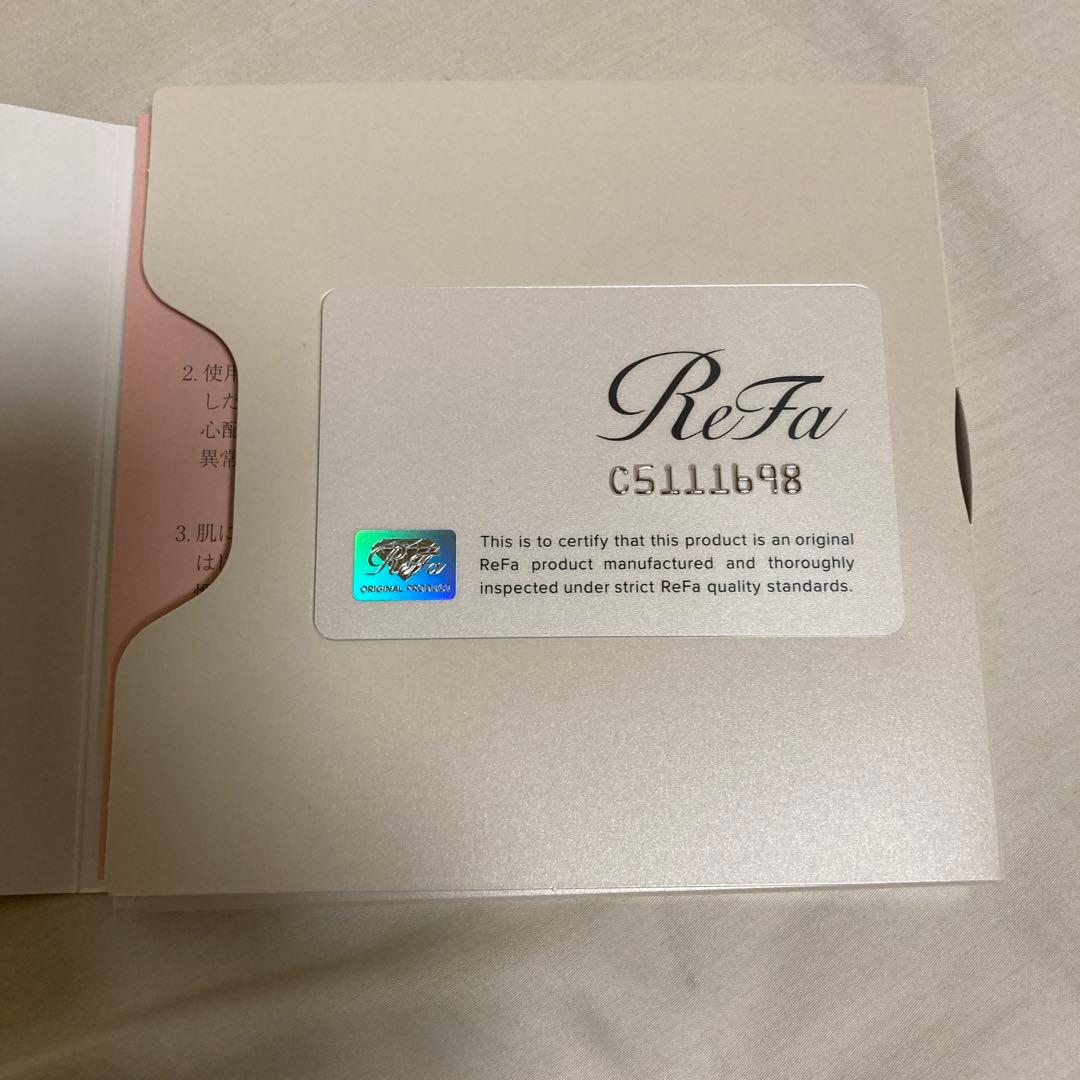 2. 使用
した
心配
異常
3. 肌に
ReFa
C5111698
ReFa
ORIGINAL PRODUCT
This is to certify that this product is an original
ReFa product manufactured and thoroughly
inspected under strict ReFa quality standards.